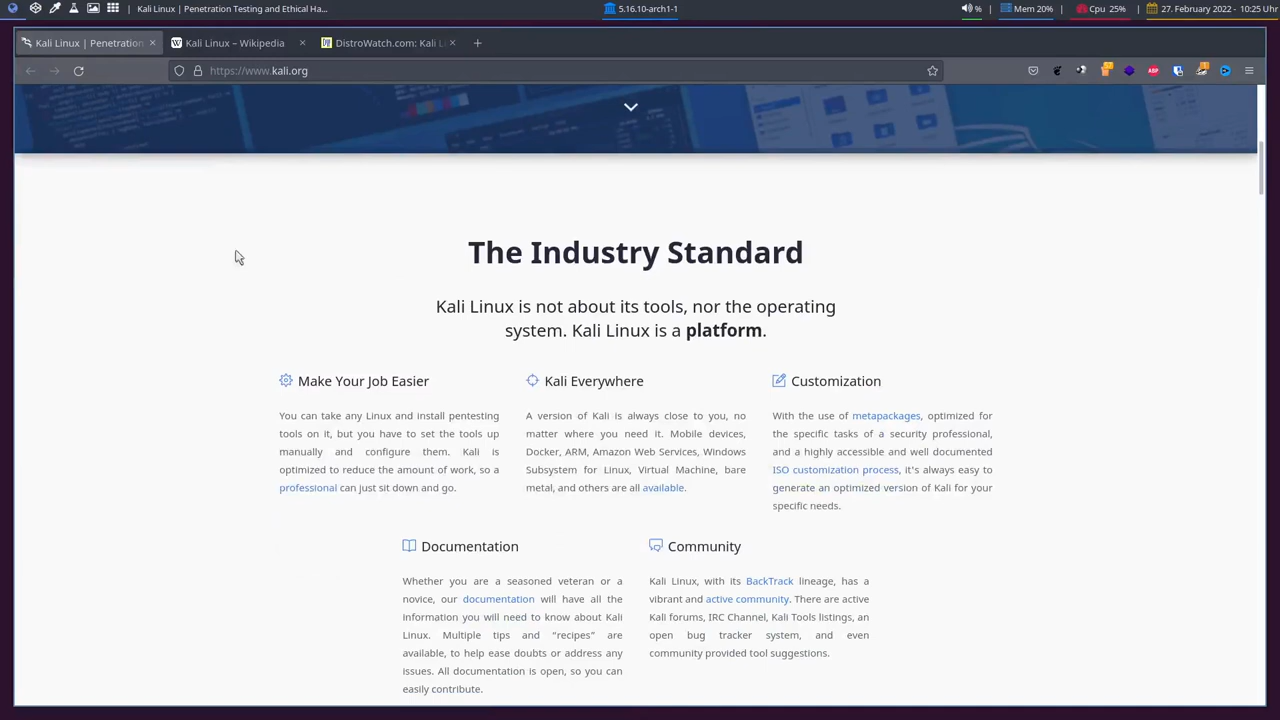 Kali Linux | Penetration Testing and Ethical Ha...
5.16.10-arch1-1
%
Mem 20%
Cpu 25%
27. February 2022 - 10:25 Uhr
Kali Linux | Penetration
Kali Linux – Wikipedia
DistroWatch.com: Kali Li
https://www.kali.org
ABP
The Industry Standard
Kali Linux is not about its tools, nor the operating
system. Kali Linux is a platform.
Make Your Job Easier
You can take any Linux and install pentesting
tools on it, but you have to set the tools up
manually and configure them. Kali is
optimized to reduce the amount of work, so a
professional can just sit down and go.
Kali Everywhere
A version of Kali is always close to you, no
matter where you need it. Mobile devices,
Docker, ARM, Amazon Web Services, Windows
Subsystem for Linux, Virtual Machine, bare
metal, and others are all available.
Customization
With the use of metapackages, optimized for
the specific tasks of a security professional,
and a highly accessible and well documented
ISO customization process, it's always easy to
generate an optimized version of Kali for your
specific needs.
Documentation
Whether you are a seasoned veteran or a
novice, our documentation will have all the
information you will need to know about Kali
Linux. Multiple tips and “recipes” are
available, to help ease doubts or address any
issues. All documentation is open, so you can
easily contribute.
Community
Kali Linux, with its BackTrack lineage, has a
vibrant and active community. There are active
Kali forums, IRC Channel, Kali Tools listings, an
open bug tracker system, and even
community provided tool suggestions.